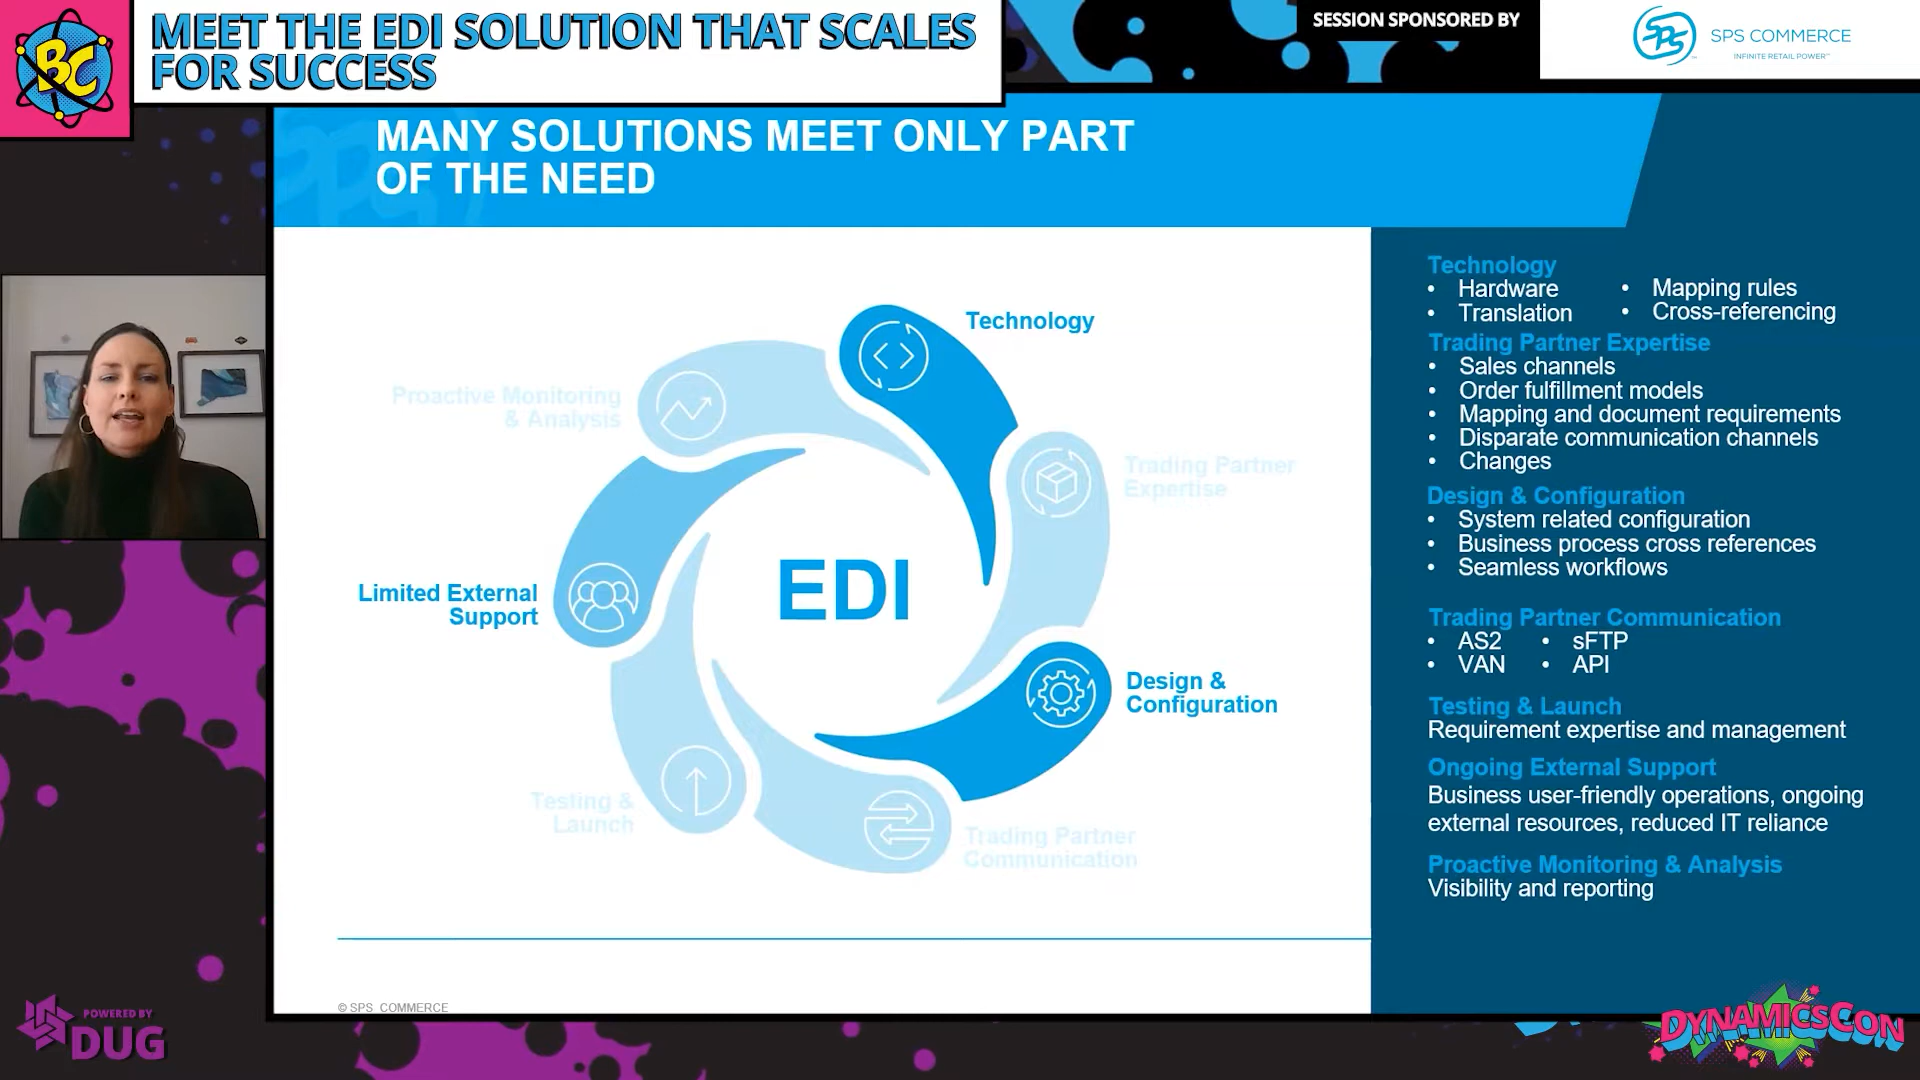 BC
MEET THE EDI SOLUTION THAT SCALES
FOR SUCCESS
SESSION SPONSORED BY
SPS
SPS COMMERCE
INFINITE RETAIL POWER™
MANY SOLUTIONS MEET ONLY PART
OF THE NEED
Technology
Proactive Monitoring
& Analysis
Trading Partner
Expertise
EDI
Limited External
Support
Design &
Configuration
Testing &
Launch
Trading Partner
Communication
© SPS COMMERCE
Technology
• Hardware • Mapping rules
• Translation • Cross-referencing
Trading Partner Expertise
• Sales channels
• Order fulfillment models
• Mapping and document requirements
• Disparate communication channels
• Changes
Design & Configuration
• System related configuration
• Business process cross references
• Seamless workflows
Trading Partner Communication
• AS2 • sFTP
• VAN • API
Testing & Launch
Requirement expertise and management
Ongoing External Support
Business user-friendly operations, ongoing
external resources, reduced IT reliance
Proactive Monitoring & Analysis
Visibility and reporting
POWERED BY
DUG
DYNAMICSCON